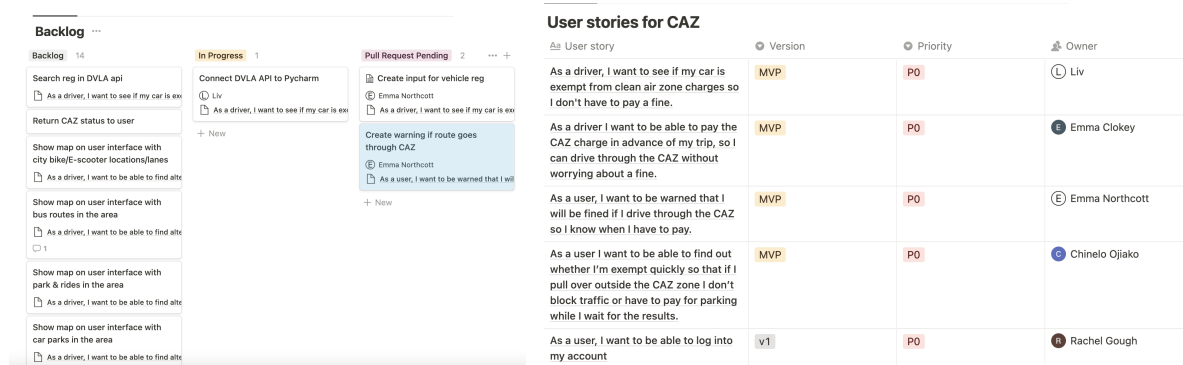 Backlog ...
Backlog 14
Search reg in DVLA api
As a driver, I want to see if my car is exe
Return CAZ status to user
Show map on user interface with
city bike/E-scooter locations/lanes
As a driver, I want to be able to find alte
Show map on user interface with
bus routes in the area
As a driver, I want to be able to find alte
1
Show map on user interface with
park & rides in the area
As a driver, I want to be able to find alte
Show map on user interface with
car parks in the area
As a driver, I want to be able to find alte
In Progress 1
Connect DVLA API to Pycharm
L Liv
As a driver, I want to see if my car is exe
+ New
Pull Request Pending 2 ... +
Create input for vehicle reg
E Emma Northcott
As a driver, I want to see if my car is exe
Create warning if route goes
through CAZ
E Emma Northcott
As a user, I want to be warned that I wil
+ New
User stories for CAZ
Aa User story Version Priority Owner
As a driver, I want to see if my car is
exempt from clean air zone charges so
I don't have to pay a fine.
MVP P0 L Liv
As a driver I want to be able to pay the
CAZ charge in advance of my trip, so I
can drive through the CAZ without
worrying about a fine.
MVP P0 E Emma Clokey
As a user, I want to be warned that I
will be fined if I drive through the CAZ
so I know when I have to pay.
MVP P0 E Emma Northcott
As a user I want to be able to find out
whether I'm exempt quickly so that if I
pull over outside the CAZ zone I don't
block traffic or have to pay for parking
while I wait for the results.
MVP P0 C Chinelo Ojiako
As a user, I want to be able to log into
my account
v1 P0 R Rachel Gough